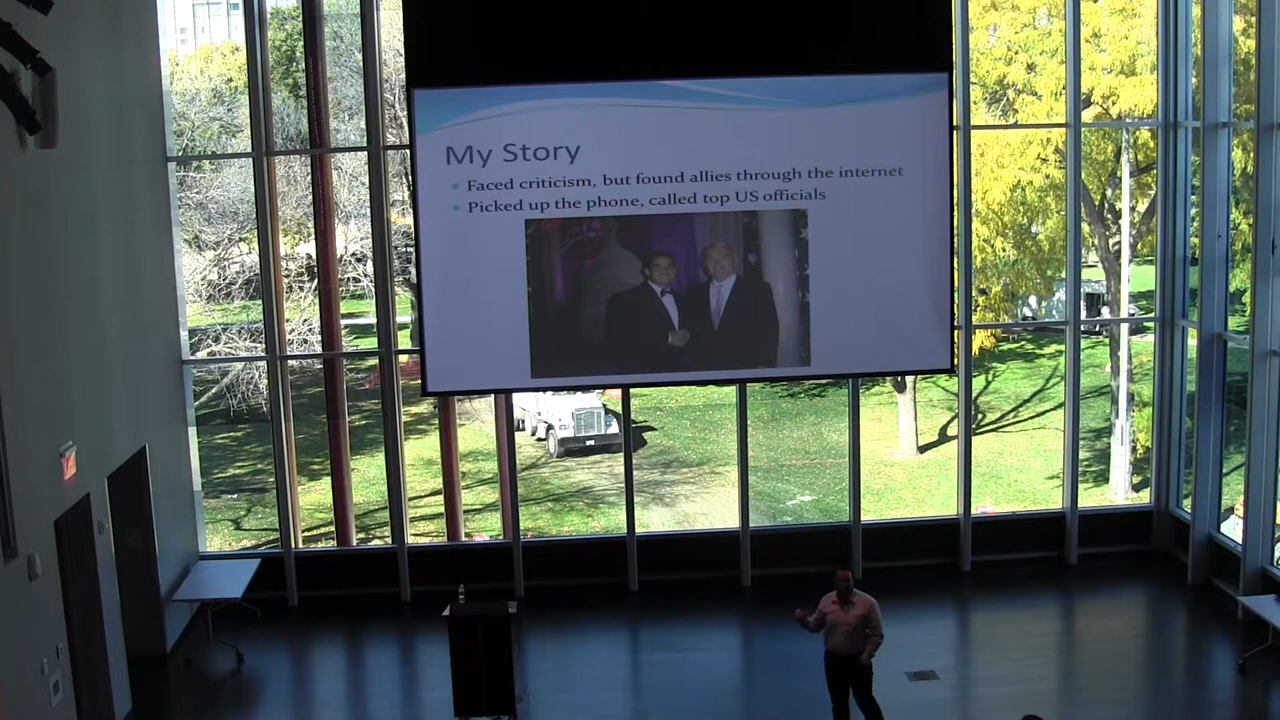 My Story
Faced criticism, but found allies through the internet
Picked up the phone, called top US officials